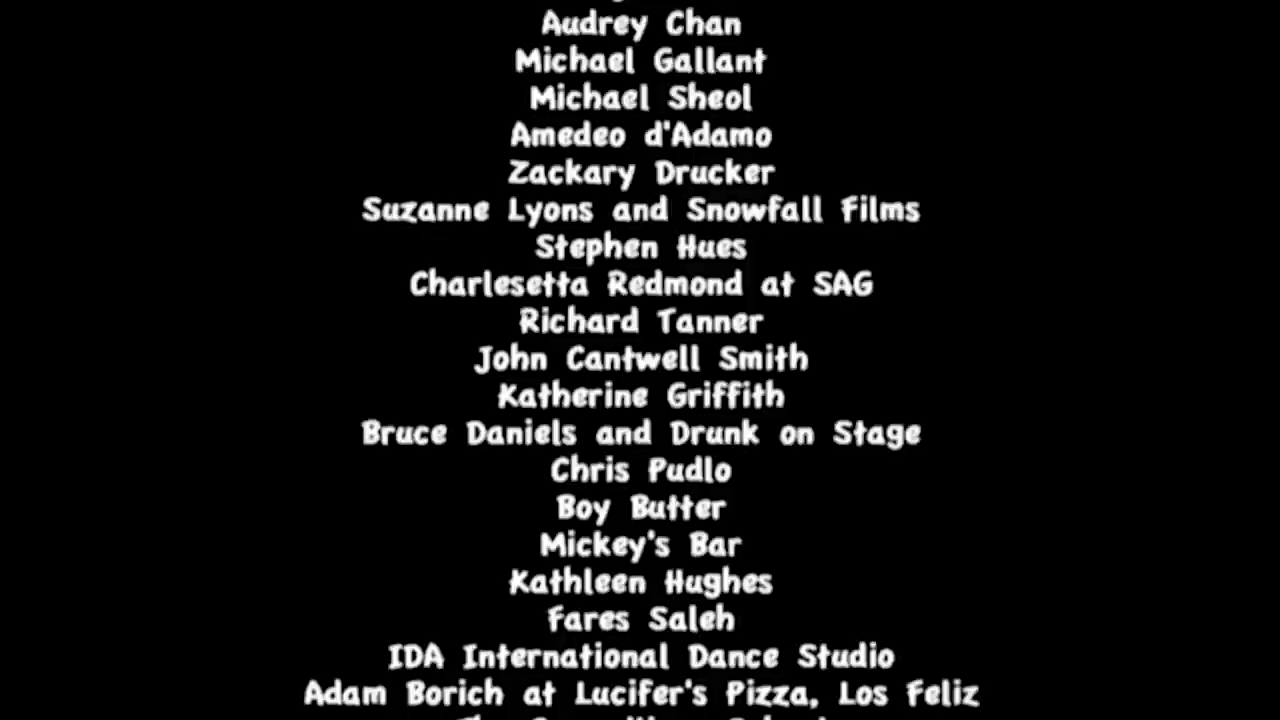 Audrey Chan
Michael Gallant
Michael Sheol
Amedeo d'Adamo
Zackary Drucker
Suzanne Lyons and Snowfall Films
Stephen Hues
Charlesetta Redmond at SAG
Richard Tanner
John Cantwell Smith
Katherine Griffith
Bruce Daniels and Drunk on Stage
Chris Pudlo
Boy Butter
Mickey's Bar
Kathleen Hughes
Fares Saleh
IDA International Dance Studio
Adam Borich at Lucifer's Pizza, Los Feliz